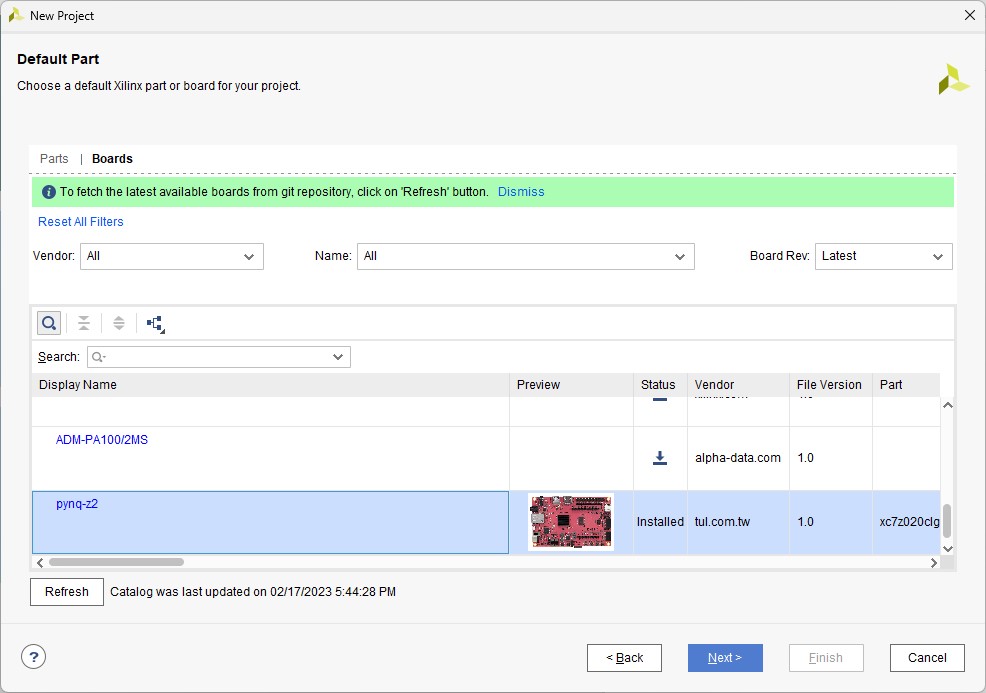 New Project
Default Part
Choose a default Xilinx part or board for your project.
Parts | Boards
To fetch the latest available boards from git repository, click on 'Refresh' button. Dismiss
Reset All Filters
Vendor: All Name: All Board Rev: Latest
Search: Q-
Display Name Preview Status Vendor File Version Part
ADM-PA100/2MS alpha-data.com 1.0
pynq-z2 Installed tul.com.tw 1.0 xc7z020clg
Refresh Catalog was last updated on 02/17/2023 5:44:28 PM
? < Back Next > Finish Cancel